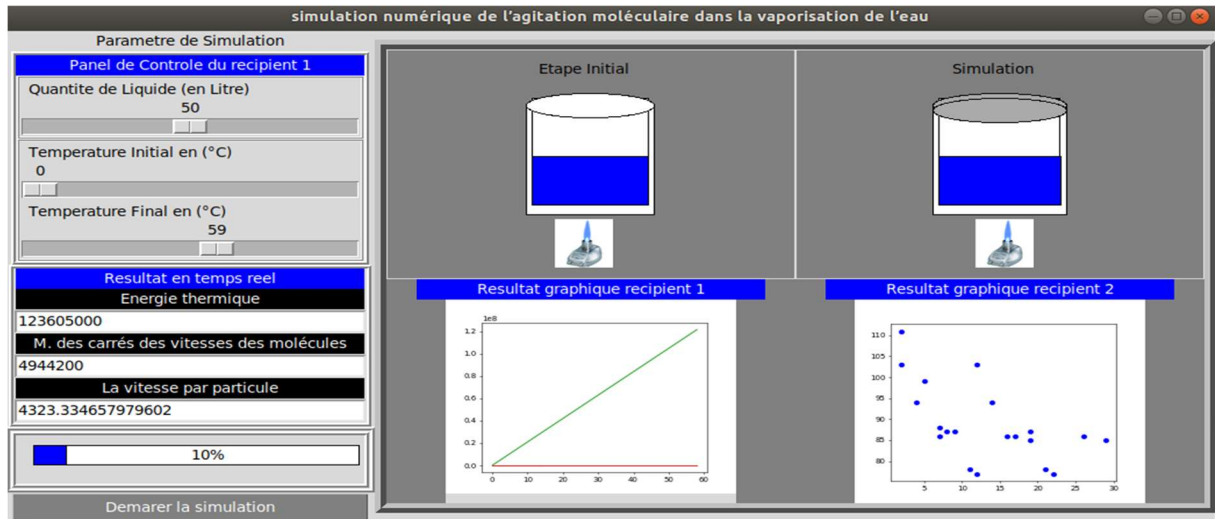 simulation numérique de l'agitation moléculaire dans la vaporisation de l'eau
Parametre de Simulation
Panel de Controle du recipient 1
Quantite de Liquide (en Litre)
50
Temperature Initial en (°C)
0
Temperature Final en (°C)
59
Resultat en temps reel
Energie thermique
123605000
M. des carrés des vitesses des molécules
4944200
La vitesse par particule
4323.334657979602
10%
Demarer la simulation
Etape Initial
Simulation
Resultat graphique recipient 1
1e8
1.2
1.0
0.8
0.6
0.4
0.2
0.0
0 10 20 30 40 50 60
Resultat graphique recipient 2
110
105
100
95
90
85
80
5 10 15 20 25 30